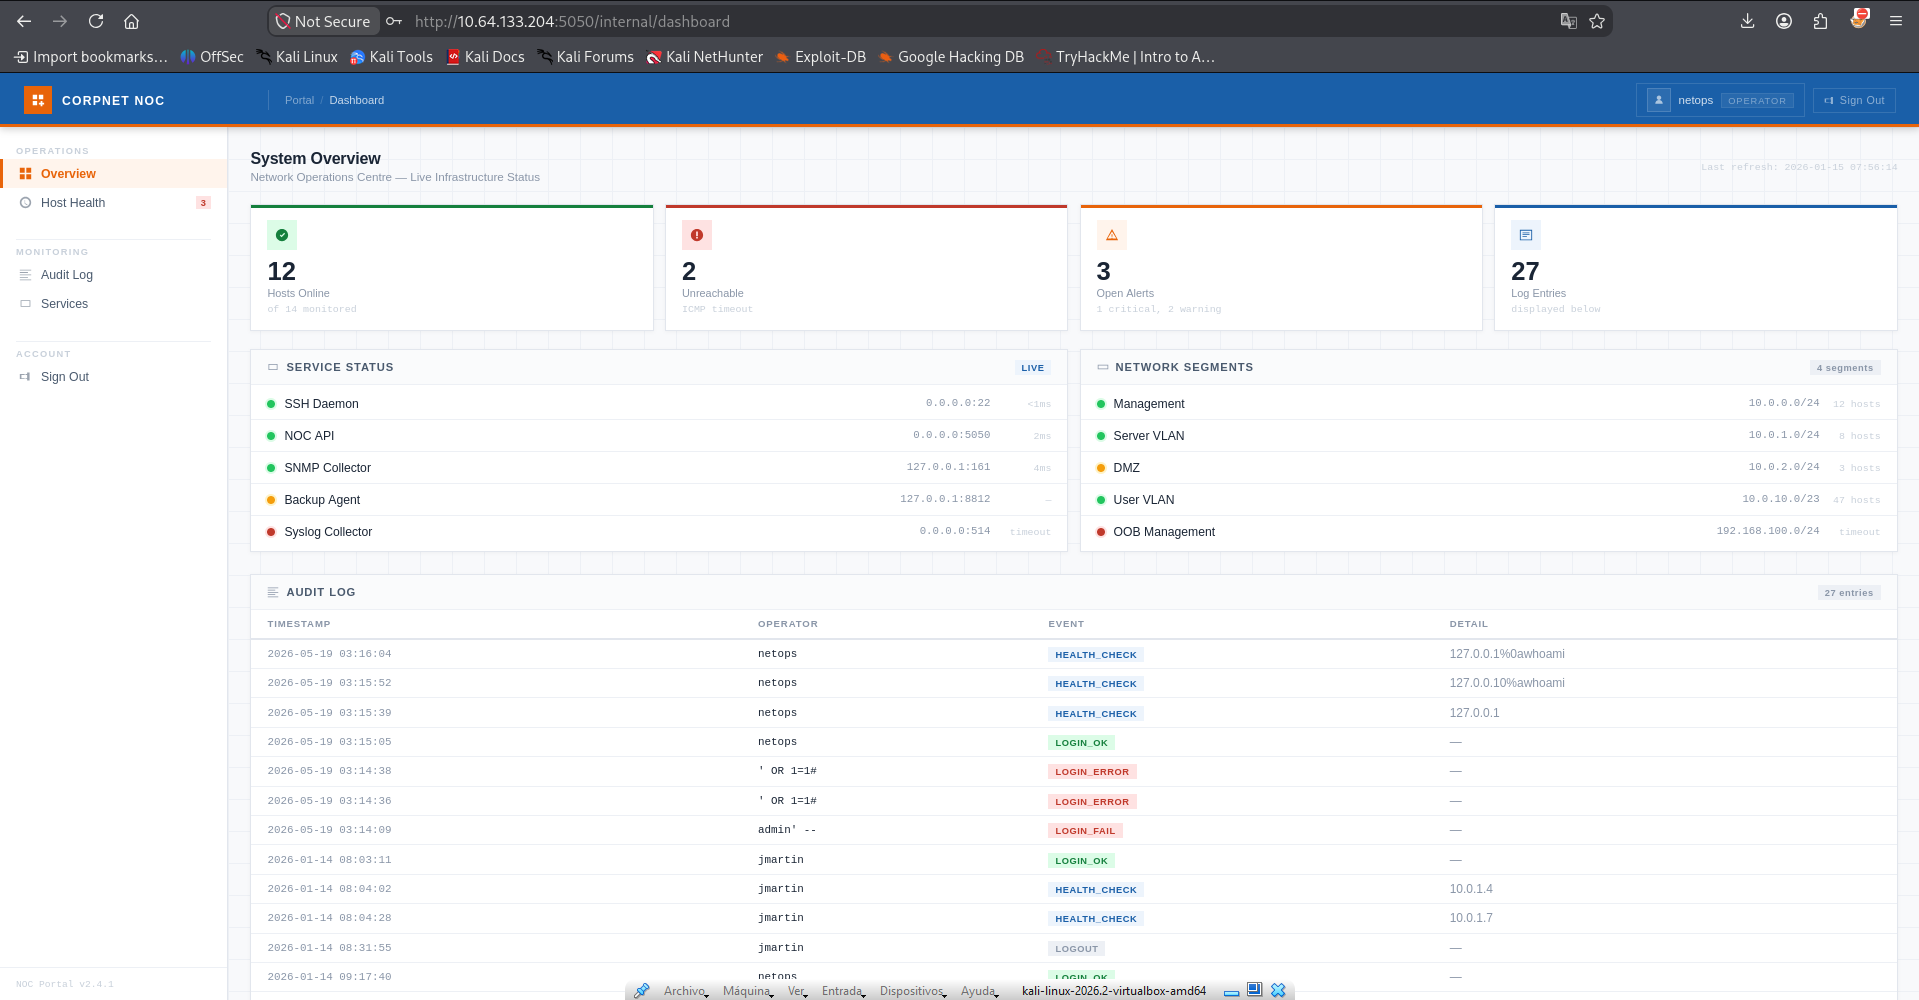 Not Secure http://10.64.133.204:5050/internal/dashboard
Import bookmarks... OffSec Kali Linux Kali Tools Kali Docs Kali Forums Kali NetHunter Exploit-DB Google Hacking DB TryHackMe | Intro to A...
CORPNET NOC Portal / Dashboard netops OPERATOR Sign Out
OPERATIONS
Overview
Host Health 3
MONITORING
Audit Log
Services
ACCOUNT
Sign Out
NOC Portal v2.4.1
System Overview
Network Operations Centre — Live Infrastructure Status
Last refresh: 2026-01-15 07:56:14
12
Hosts Online
of 14 monitored
2
Unreachable
ICMP timeout
3
Open Alerts
1 critical, 2 warning
27
Log Entries
displayed below
SERVICE STATUS LIVE
SSH Daemon 0.0.0.0:22 <1ms
NOC API 0.0.0.0:5050 2ms
SNMP Collector 127.0.0.1:161 4ms
Backup Agent 127.0.0.1:8812 —
Syslog Collector 0.0.0.0:514 timeout
NETWORK SEGMENTS 4 segments
Management 10.0.0.0/24 12 hosts
Server VLAN 10.0.1.0/24 8 hosts
DMZ 10.0.2.0/24 3 hosts
User VLAN 10.0.10.0/23 47 hosts
OOB Management 192.168.100.0/24 timeout
AUDIT LOG 27 entries
TIMESTAMP OPERATOR EVENT DETAIL
2026-05-19 03:16:04 netops HEALTH_CHECK 127.0.0.1%0awhoami
2026-05-19 03:15:52 netops HEALTH_CHECK 127.0.0.10%awhoami
2026-05-19 03:15:39 netops HEALTH_CHECK 127.0.0.1
2026-05-19 03:15:05 netops LOGIN_OK —
2026-05-19 03:14:38 ' OR 1=1# LOGIN_ERROR —
2026-05-19 03:14:36 ' OR 1=1# LOGIN_ERROR —
2026-05-19 03:14:09 admin' -- LOGIN_FAIL —
2026-01-14 08:03:11 jmartin LOGIN_OK —
2026-01-14 08:04:02 jmartin HEALTH_CHECK 10.0.1.4
2026-01-14 08:04:28 jmartin HEALTH_CHECK 10.0.1.7
2026-01-14 08:31:55 jmartin LOGOUT —
2026-01-14 09:17:40 netops LOGIN_OK —
Archivo Máquina Ver Entrada Dispositivos Ayuda kali-linux-2026.2-virtualbox-amd64